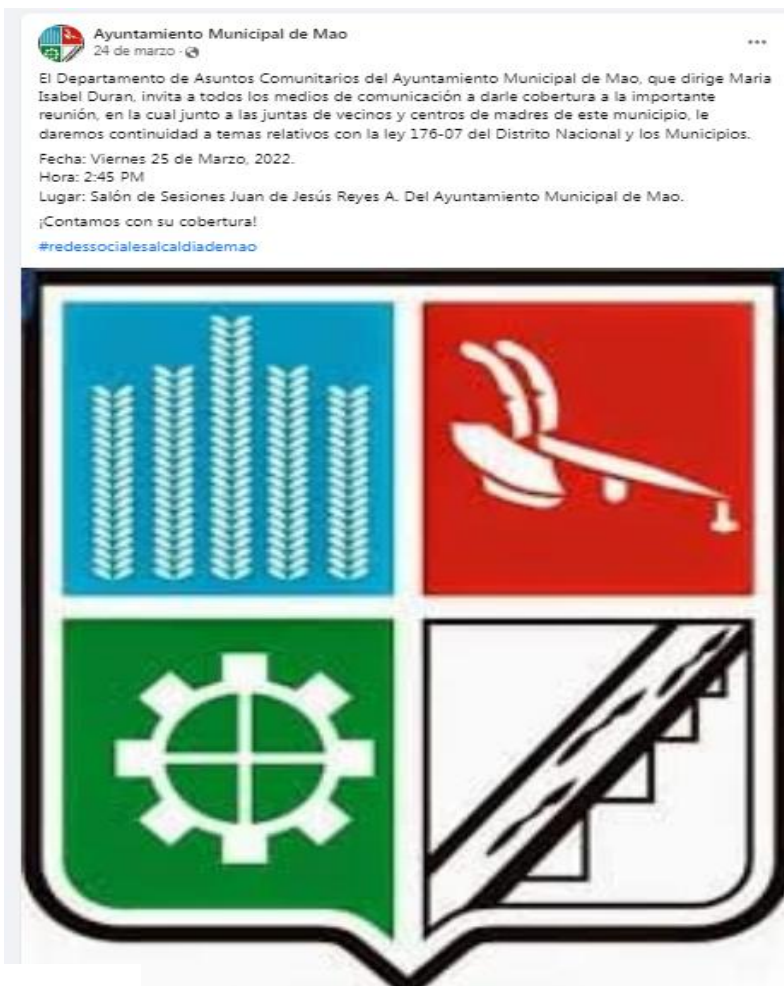 Ayuntamiento Municipal de Mao
24 de marzo ·
El Departamento de Asuntos Comunitarios del Ayuntamiento Municipal de Mao, que dirige Maria
Isabel Duran, invita a todos los medios de comunicación a darle cobertura a la importante
reunión, en la cual junto a las juntas de vecinos y centros de madres de este municipio, le
daremos continuidad a temas relativos con la ley 176-07 del Distrito Nacional y los Municipios.
Fecha: Viernes 25 de Marzo, 2022.
Hora: 2:45 PM
Lugar: Salón de Sesiones Juan de Jesús Reyes A. Del Ayuntamiento Municipal de Mao.
¡Contamos con su cobertura!
#redessocialesalcaldiademao